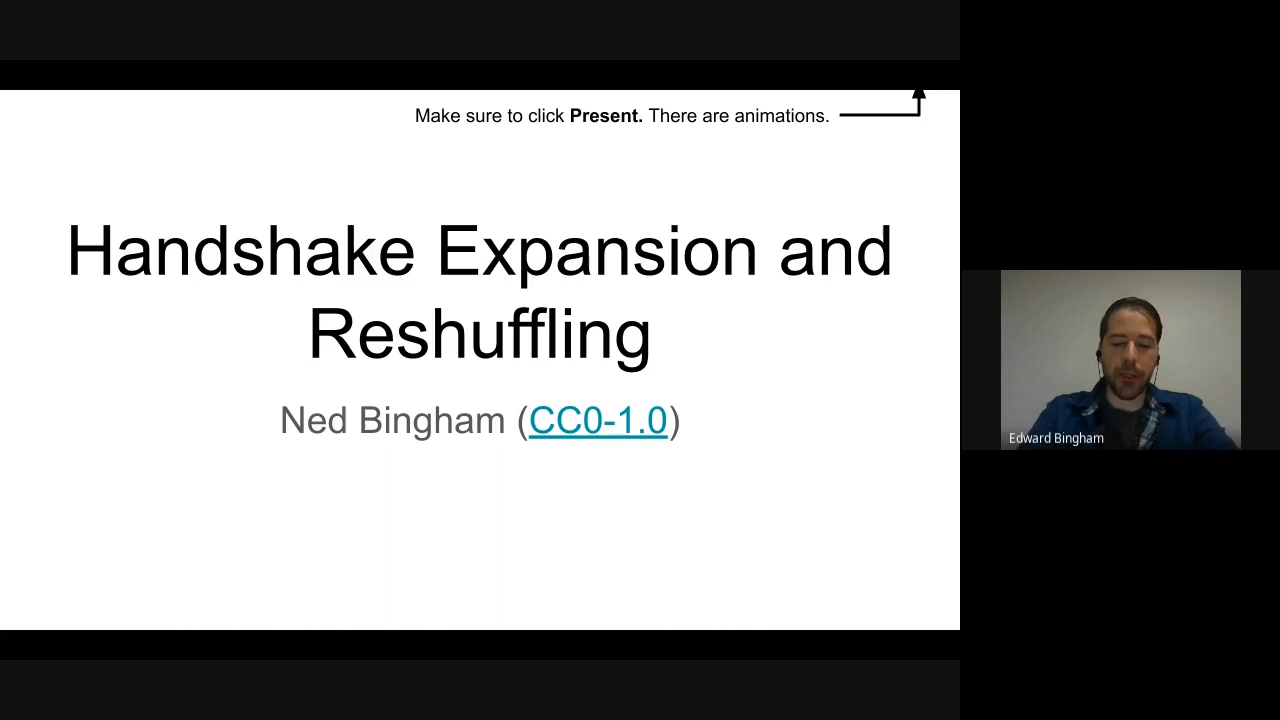 Make sure to click Present. There are animations.
Handshake Expansion and
Reshuffling
Ned Bingham (CC0-1.0)
Edward Bingham